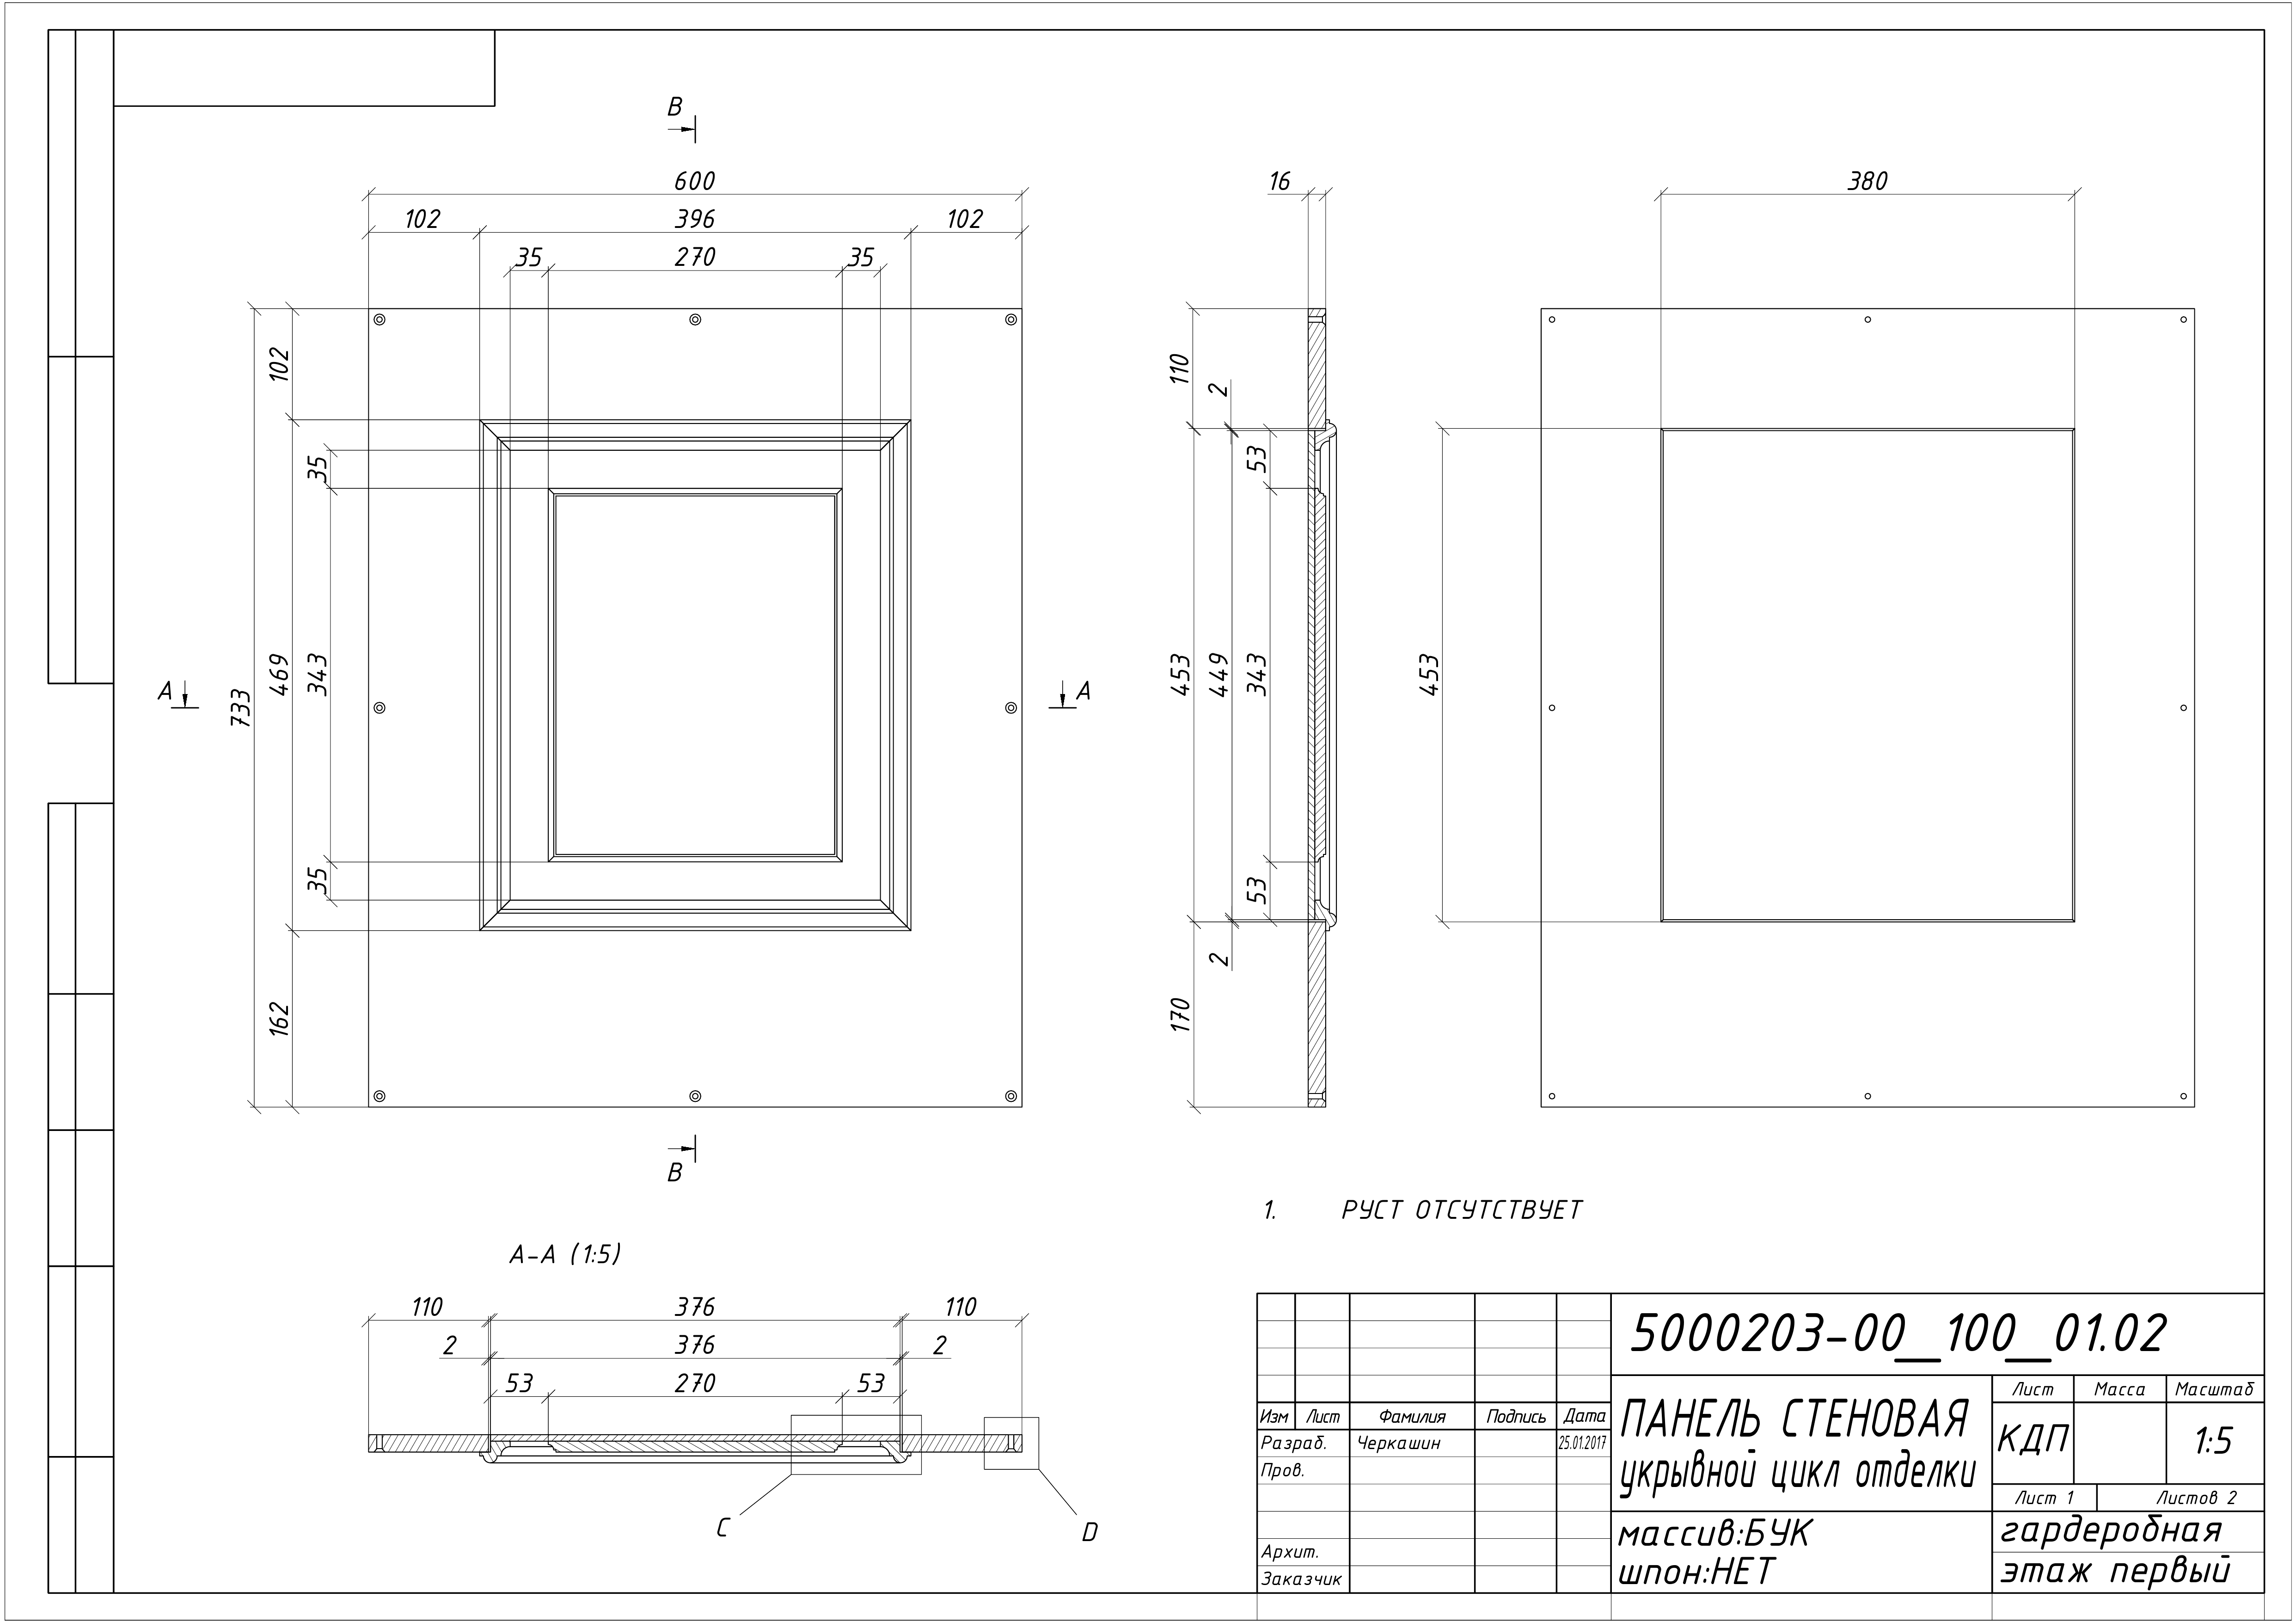 B
600
102 396 102
35 270 35
733
102
469
162
35
343
35
A
A
B
16
110
2
53
453
449
343
53
2
170
380
453
1. РУСТ ОТСУТСТВУЕТ
A-A (1:5)
110 376 110
2 376 2
53 270 53
C
D
5000203-00__100__01.02
Изм Лист Фамилия Подпись Дата
Разраб. Черкашин 25.01.2017
Пров.
Архит.
Заказчик
ПАНЕЛЬ СТЕНОВАЯ
укрывной цикл отделки
массив:БУК
шпон:НЕТ
Лист Масса Масштаб
КДП 1:5
Лист 1 Листов 2
гардеробная
этаж первый